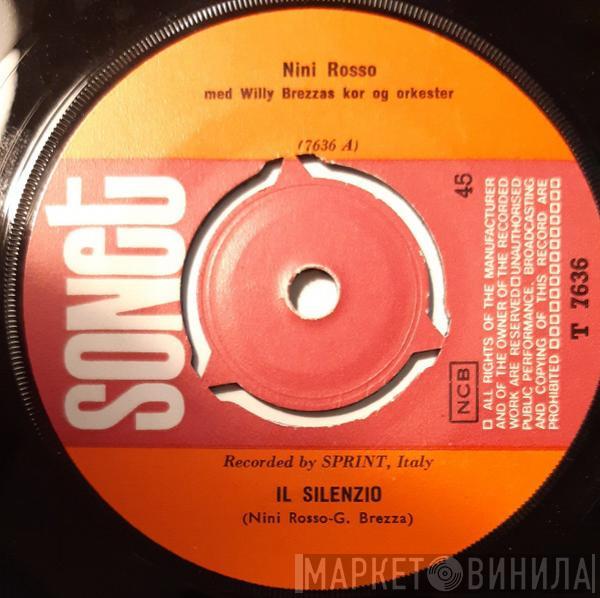 Nini Rosso
med Willy Brezzas kor og orkester
(7636 A)
SONET
45
NCB
□ ALL RIGHTS OF THE MANUFACTURER
AND OF THE OWNER OF THE RECORDED
WORK ARE RESERVED□UNAUTHORISED
PUBLIC PERFORMANCE, BROADCASTING
AND COPYING OF THIS RECORD ARE
PROHIBITED □□□□□□□□□□□□□
T 7636
Recorded by SPRINT, Italy
IL SILENZIO
(Nini Rosso-G. Brezza)
МАРКЕТ ВИНИЛА